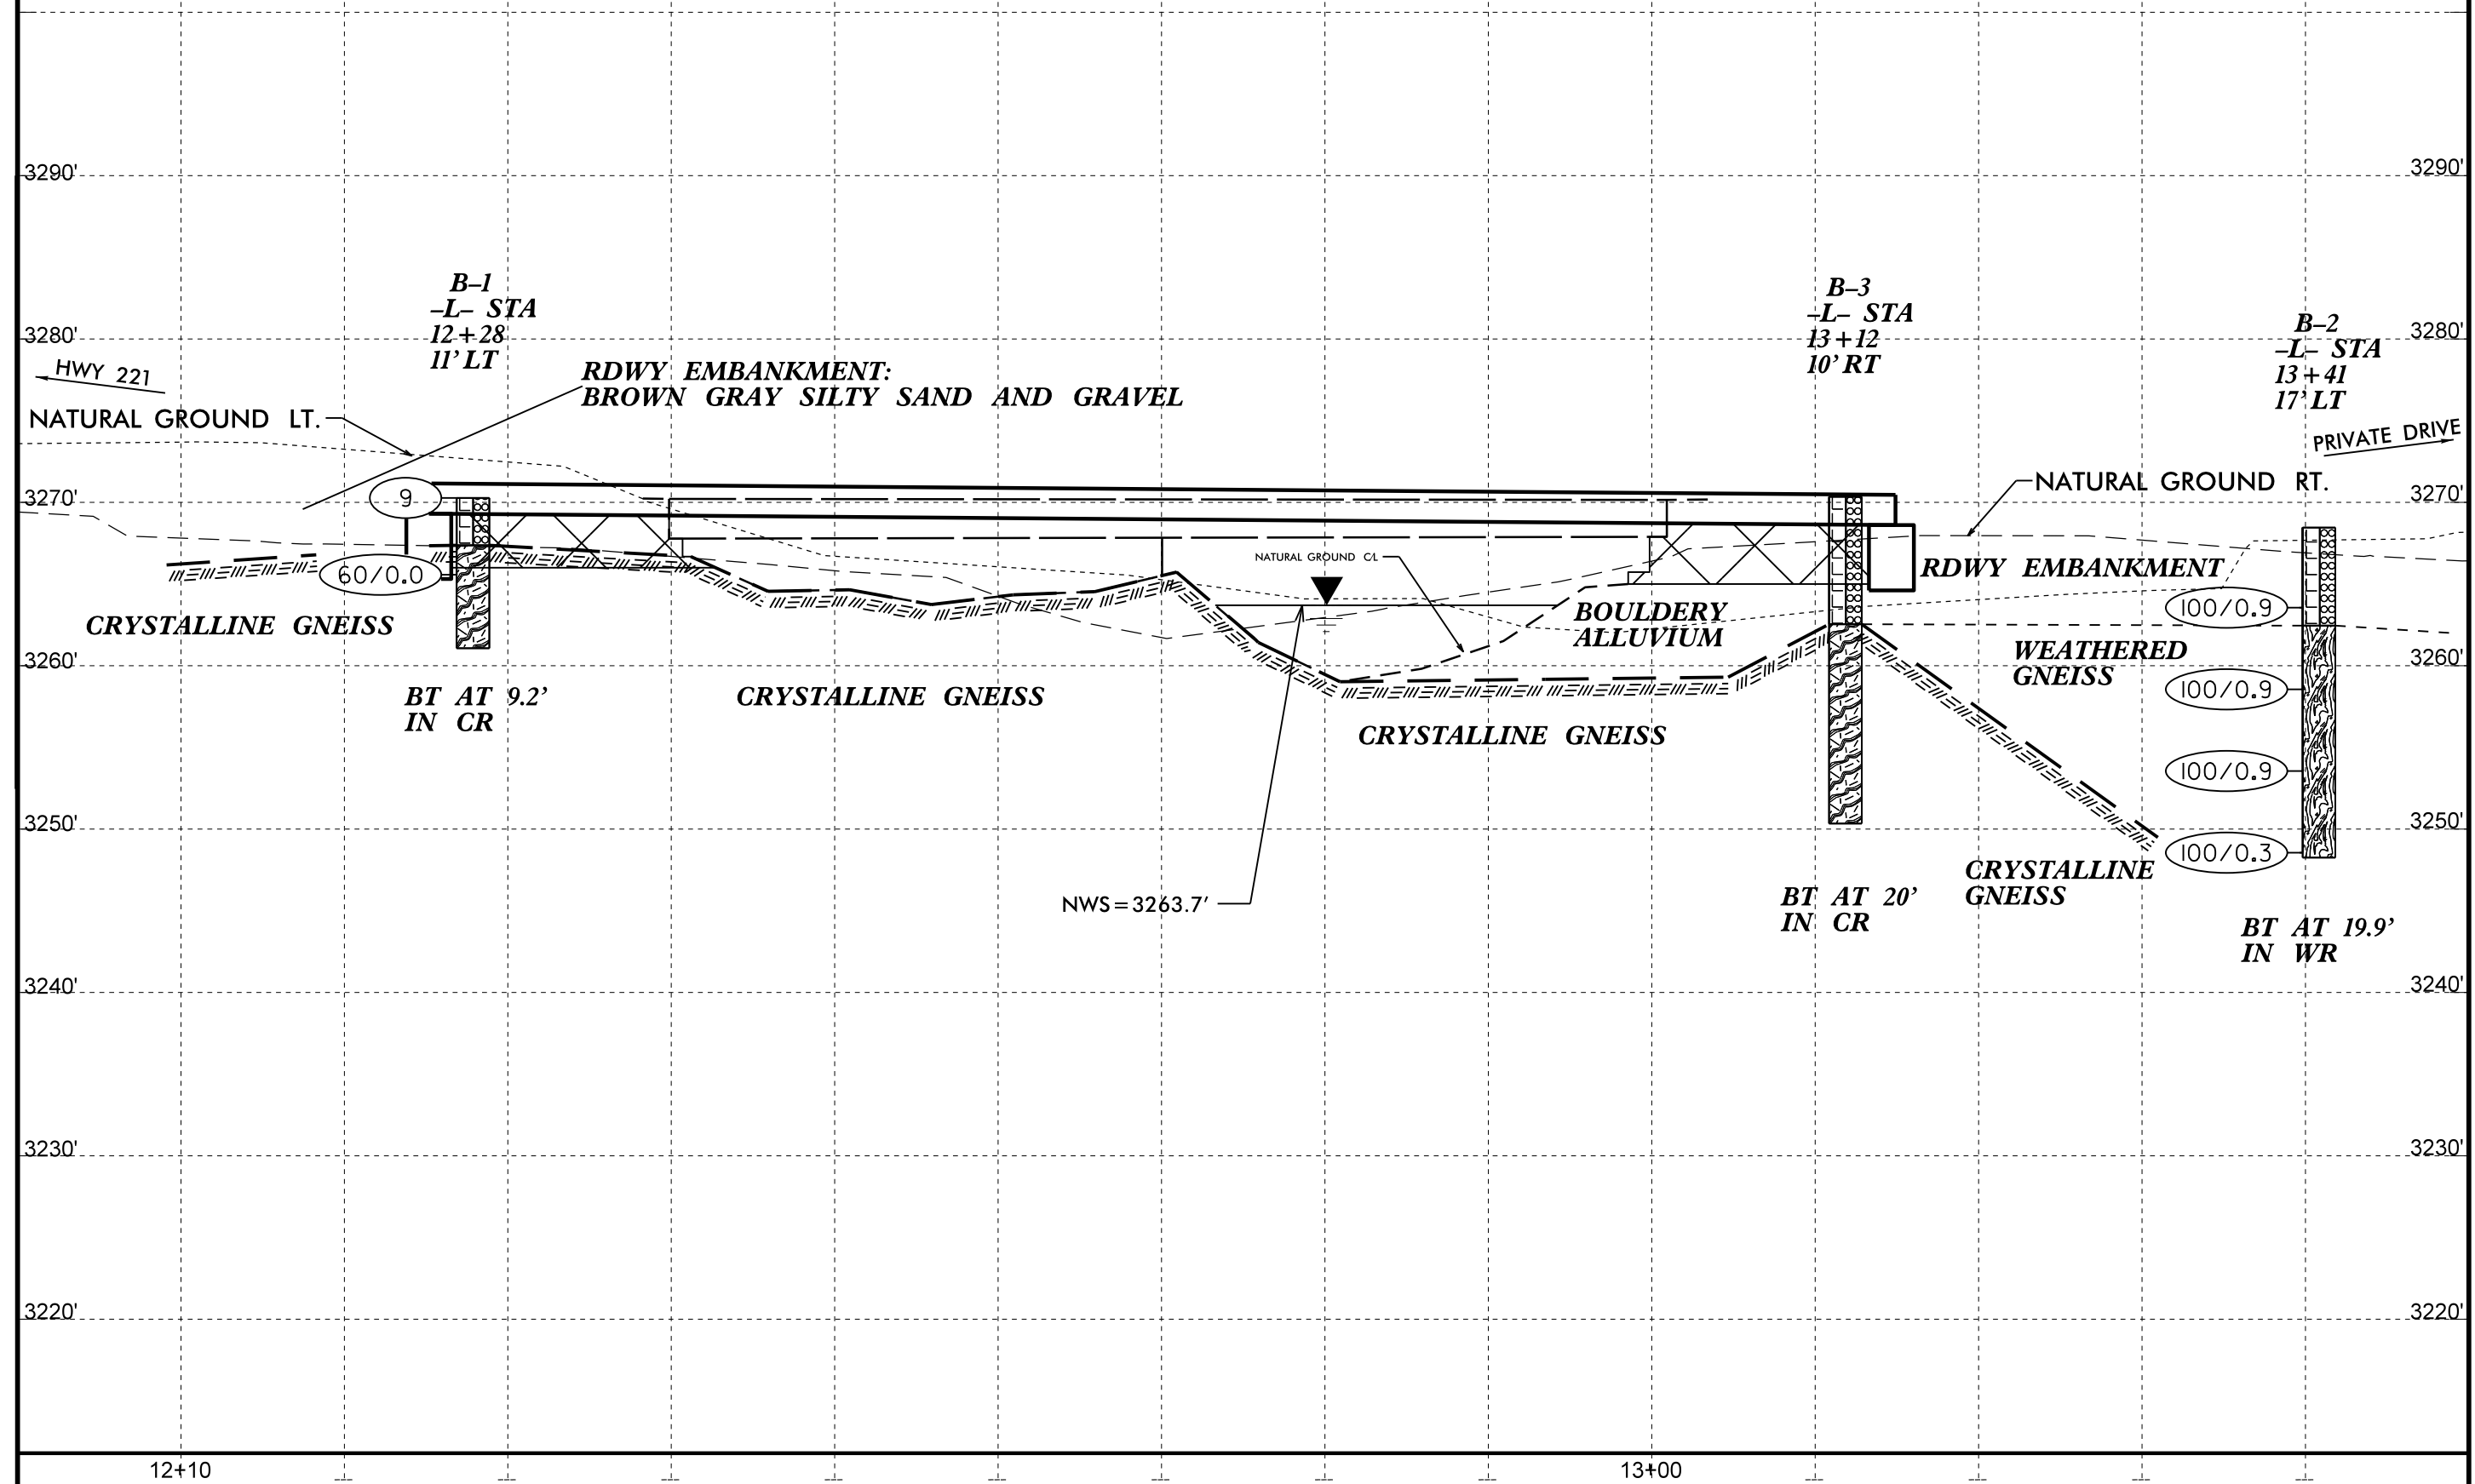 3290' 3290'
B-1
-L- STA
12+28
11' LT
B-3
-L- STA
13+12
10' RT
B-2
-L- STA
13+41
17' LT
3280' 3280'
HWY 221
RDWY EMBANKMENT:
BROWN GRAY SILTY SAND AND GRAVEL
NATURAL GROUND LT.
PRIVATE DRIVE
NATURAL GROUND RT.
3270' 3270'
9
NATURAL GROUND C/L
60/0.0
RDWY EMBANKMENT
100/0.9
BOULDERY
ALLUVIUM
CRYSTALLINE GNEISS
WEATHERED
GNEISS
3260' 3260'
100/0.9
BT AT 9.2'
IN CR
CRYSTALLINE GNEISS
CRYSTALLINE GNEISS
100/0.9
3250' 3250'
100/0.3
CRYSTALLINE
GNEISS
NWS=3263.7'
BT AT 20'
IN CR
BT AT 19.9'
IN WR
3240' 3240'
3230' 3230'
3220' 3220'
12+10 13+00